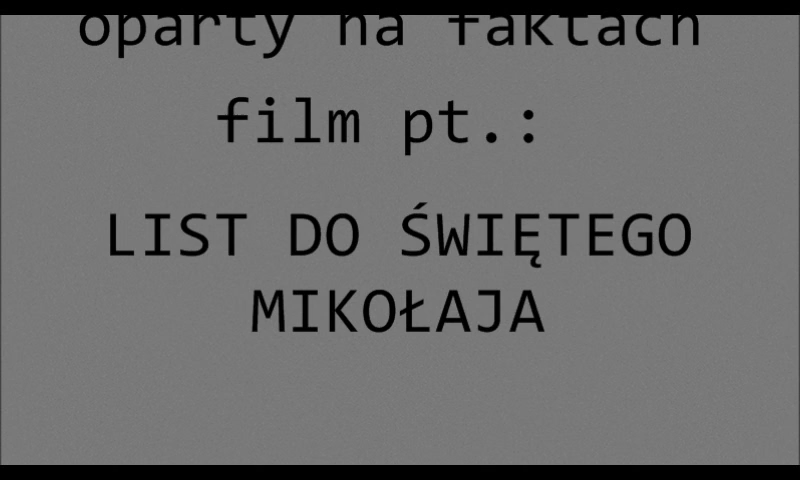 oparty na faktach
film pt.:
LIST DO ŚWIĘTEGO
MIKOŁAJA